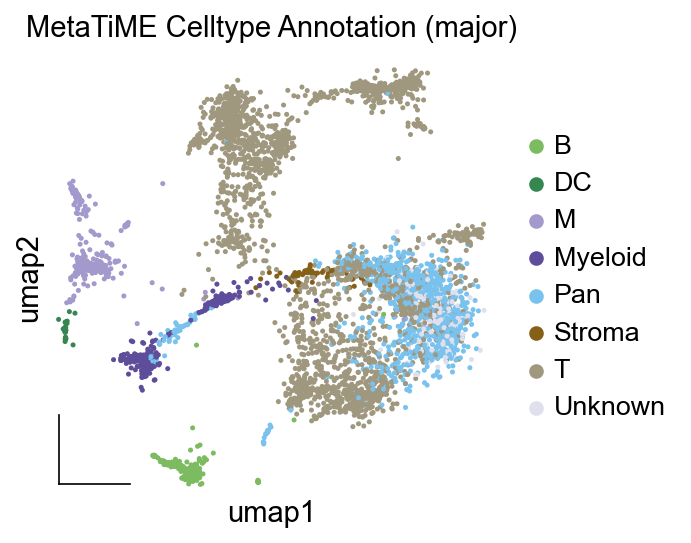 MetaTiME Celltype Annotation (major)
B
DC
M
Myeloid
Pan
Stroma
T
Unknown
umap2
umap1